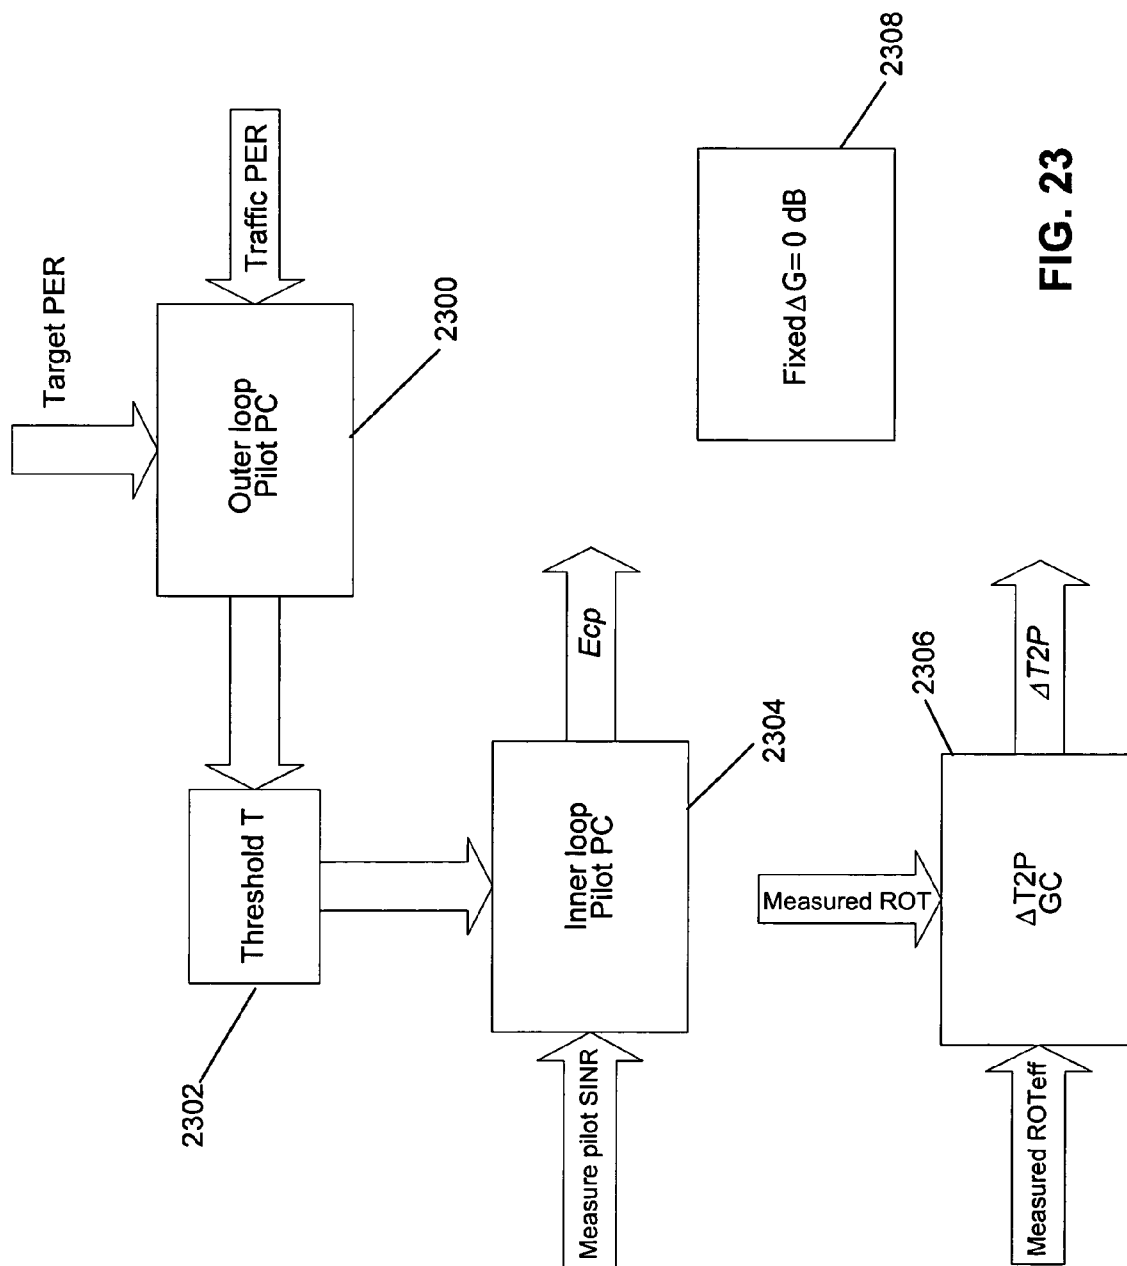 Target PER
Traffic PER
Outer loop
Pilot PC
2300
Threshold T
2302
Measure pilot SINR
Inner loop
Pilot PC
2304
Ecp
Measured ROT
Measured ROTeff
ΔT2P
GC
2306
ΔT2P
Fixed ΔG= 0 dB
2308
FIG. 23